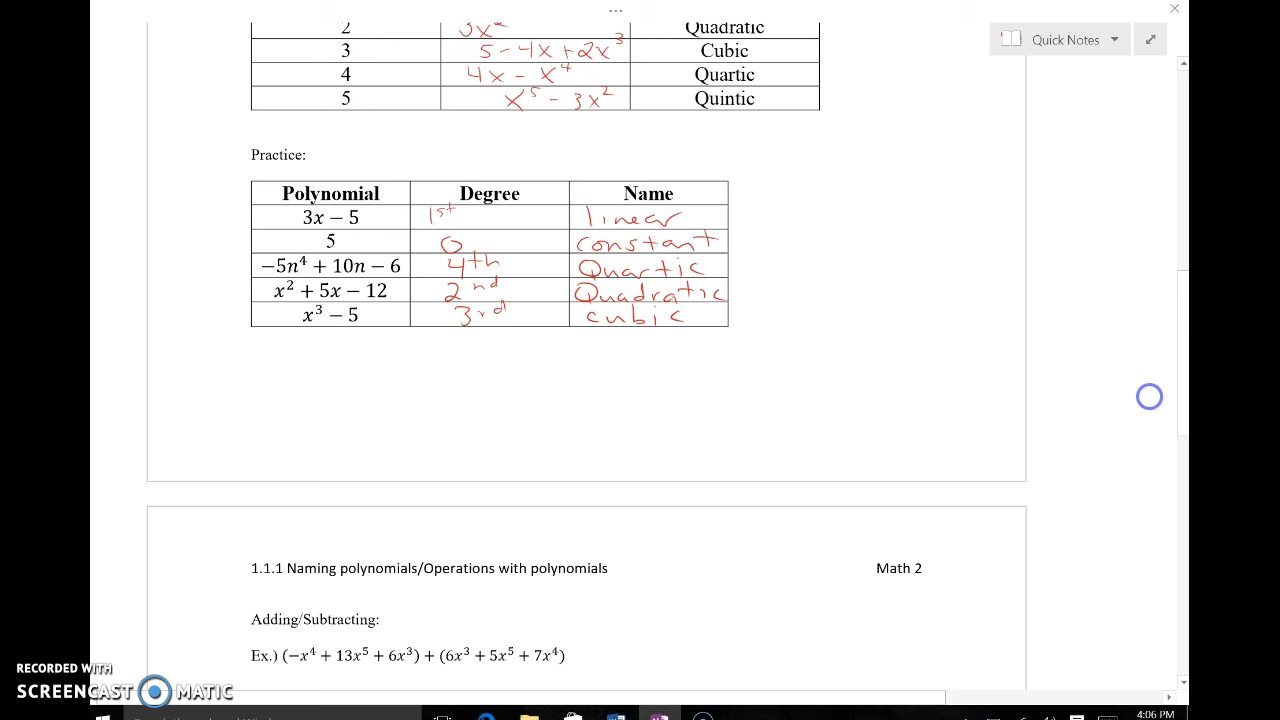 Quick Notes
2 3x² Quadratic
3 5 - 4x + 2x³ Cubic
4 4x - x⁴ Quartic
5 x⁵ - 3x² Quintic
Practice:
Polynomial Degree Name
3x − 5 1st linear
5 0 constant
−5n⁴ + 10n − 6 4th Quartic
x² + 5x − 12 2nd Quadratic
x³ − 5 3rd cubic
1.1.1 Naming polynomials/Operations with polynomials Math 2
Adding/Subtracting:
Ex.) (−x⁴ + 13x⁵ + 6x³) + (6x³ + 5x⁵ + 7x⁴)
RECORDED WITH
SCREENCAST MATIC
4:06 PM